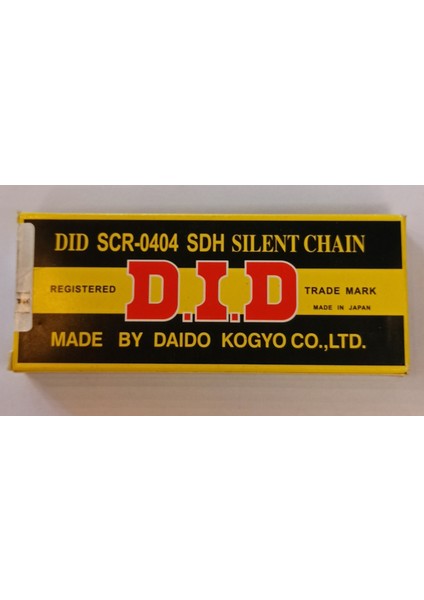 DID SCR-0404 SDH SILENT CHAIN
REGISTERED D.I.D TRADE MARK
MADE IN JAPAN
MADE BY DAIDO KOGYO CO.,LTD.